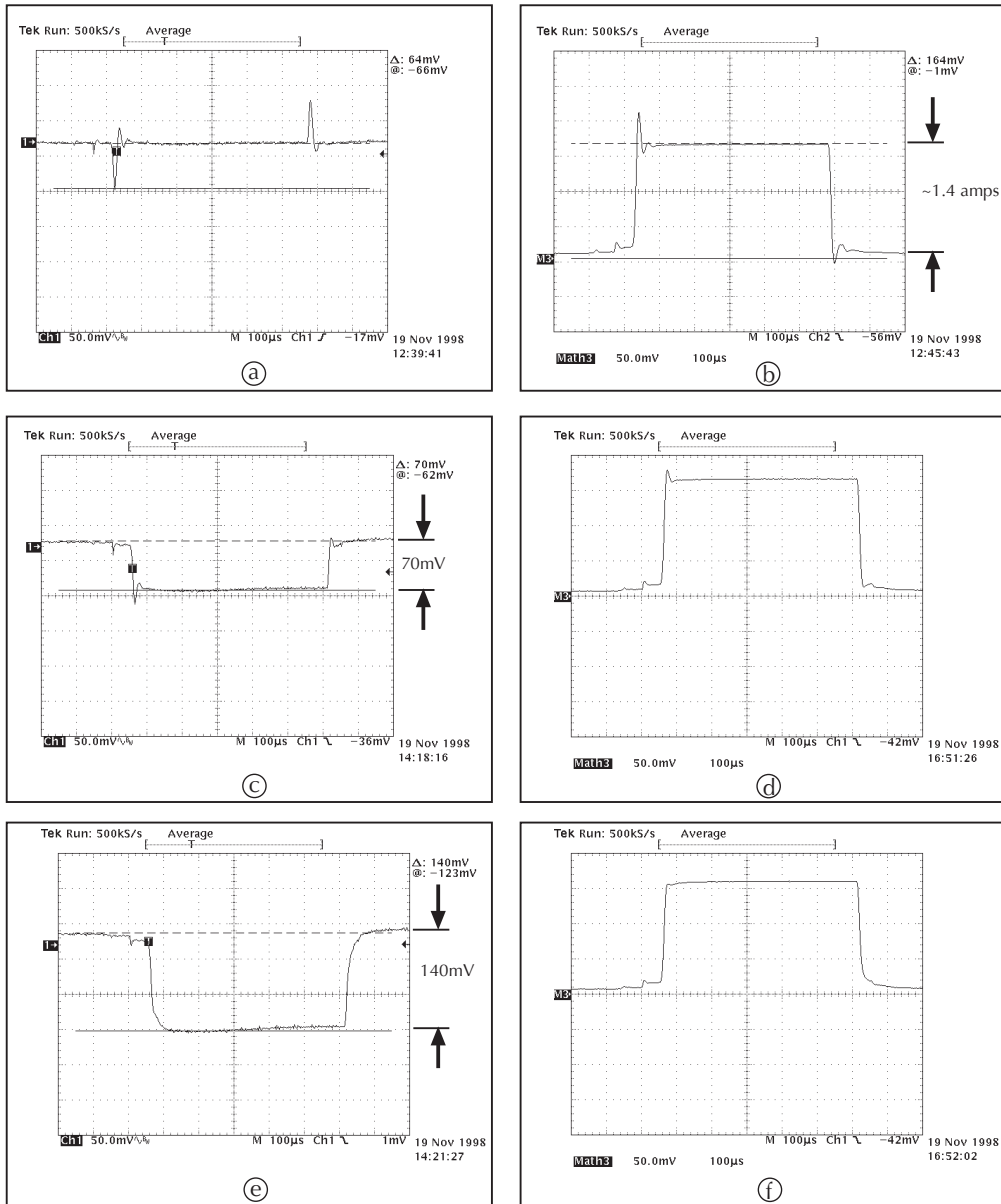 Tek Run: 500kS/s Average
Δ: 64mV
@: −66mV
1→
T
Ch1 50.0mV∿BW M 100µs Ch1 ƒ −17mV
19 Nov 1998
12:39:41
a
Tek Run: 500kS/s Average
Δ: 164mV
@: −1mV
~1.4 amps
M3
M 100µs Ch2 −56mV
Math3 50.0mV 100µs
19 Nov 1998
12:45:43
b
Tek Run: 500kS/s Average
T
Δ: 70mV
@: −62mV
1→
T
70mV
Ch1 50.0mV∿BW M 100µs Ch1 −36mV
19 Nov 1998
14:18:16
c
Tek Run: 500kS/s Average
M3
M 100µs Ch1 −42mV
Math3 50.0mV 100µs
19 Nov 1998
16:51:26
d
Tek Run: 500kS/s Average
T
Δ: 140mV
@: −123mV
1→
T
140mV
Ch1 50.0mV∿BW M 100µs Ch1 1mV
19 Nov 1998
14:21:27
e
Tek Run: 500kS/s Average
M3
M 100µs Ch1 −42mV
Math3 50.0mV 100µs
19 Nov 1998
16:52:02
f